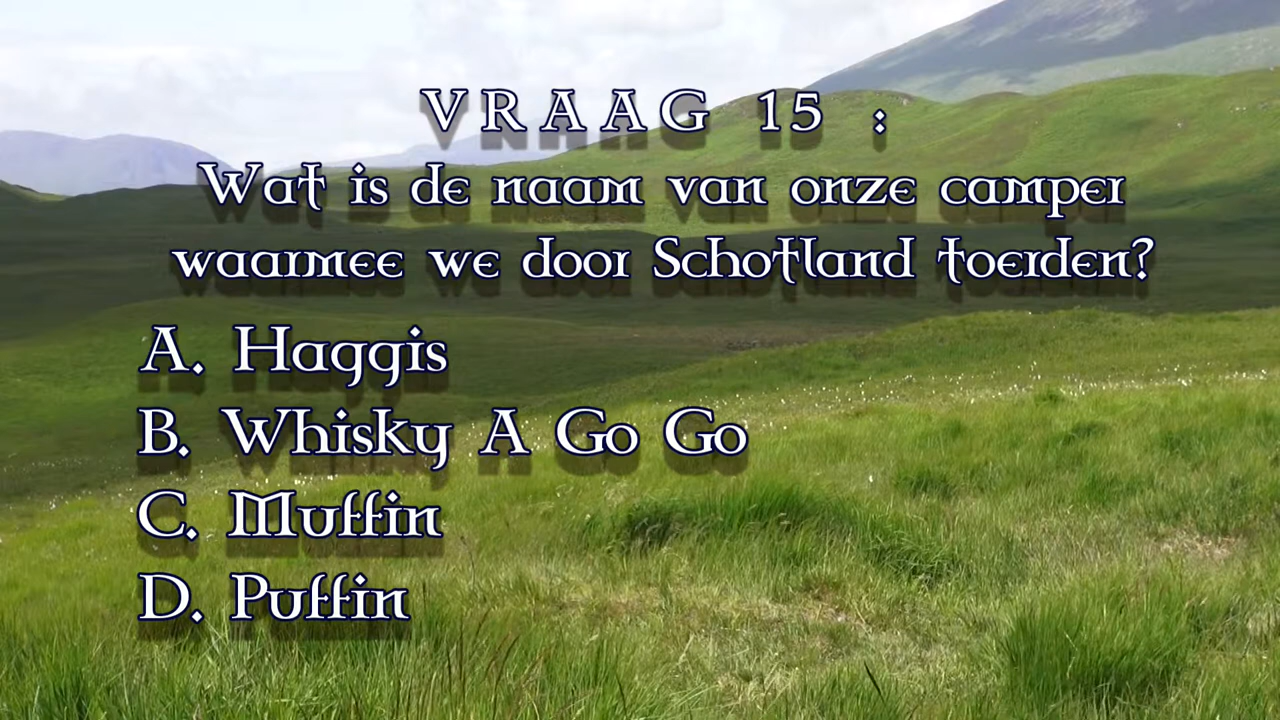 VRAAG 15 :
Wat is de naam van onze camper
waarmee we door Schotland toerden?
A. Haggis
B. Whisky A Go Go
C. Muffin
D. Puffin